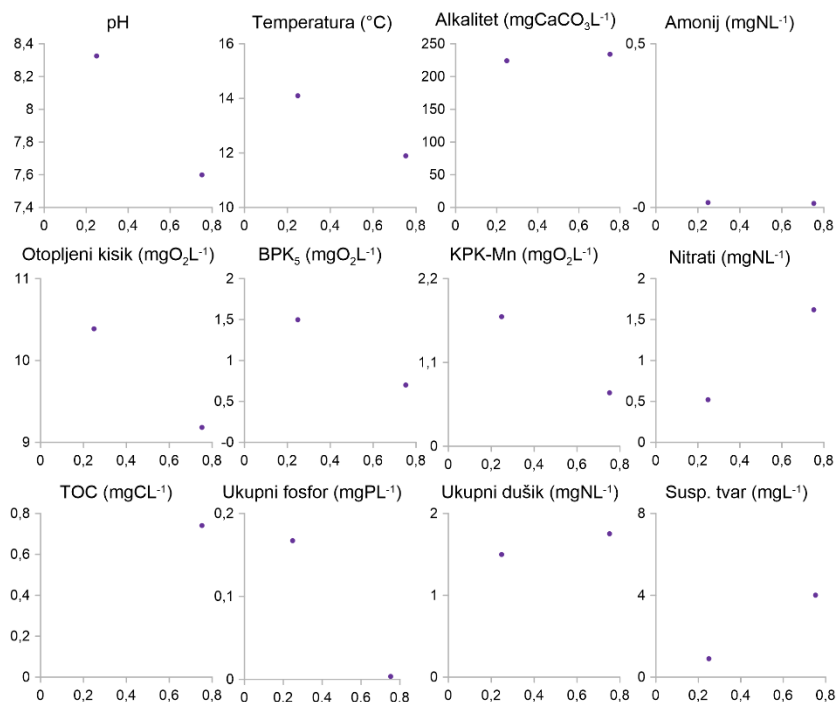 pH
8,4
8,2
8
7,8
7,6
7,4
0 0,2 0,4 0,6 0,8
Temperatura (°C)
16
14
12
10
0 0,2 0,4 0,6 0,8
Alkalitet (mgCaCO₃L⁻¹)
250
200
150
100
50
0
0 0,2 0,4 0,6 0,8
Amonij (mgNL⁻¹)
0,5
-0
0 0,2 0,4 0,6 0,8
Otopljeni kisik (mgO₂L⁻¹)
11
10
9
0 0,2 0,4 0,6 0,8
BPK₅ (mgO₂L⁻¹)
2
1,5
1
0,5
-0
0 0,2 0,4 0,6 0,8
KPK-Mn (mgO₂L⁻¹)
2,2
1,1
0
0 0,2 0,4 0,6 0,8
Nitrati (mgNL⁻¹)
2
1,5
1
0,5
0
0 0,2 0,4 0,6 0,8
TOC (mgCL⁻¹)
0,8
0,6
0,4
0,2
0
0 0,2 0,4 0,6 0,8
Ukupni fosfor (mgPL⁻¹)
0,2
0,1
0
0 0,2 0,4 0,6 0,8
Ukupni dušik (mgNL⁻¹)
2
1
0
0 0,2 0,4 0,6 0,8
Susp. tvar (mgL⁻¹)
8
4
0
0 0,2 0,4 0,6 0,8